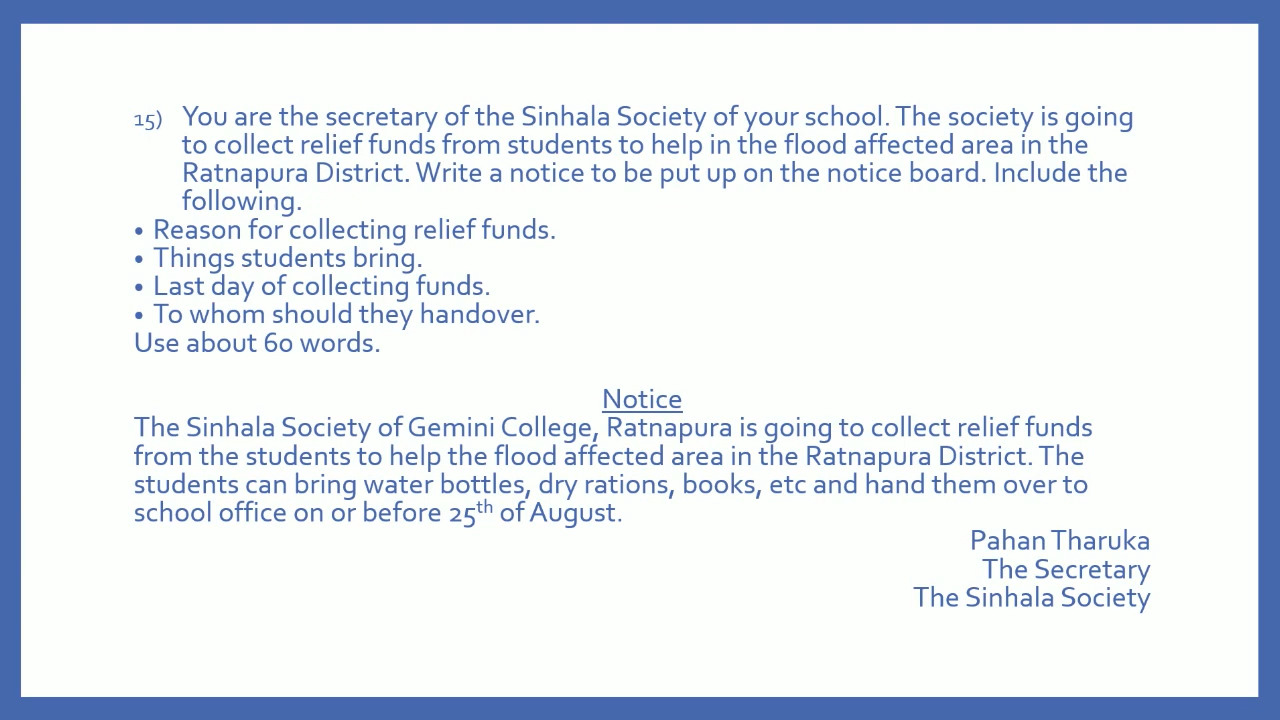 15) You are the secretary of the Sinhala Society of your school. The society is going
to collect relief funds from students to help in the flood affected area in the
Ratnapura District. Write a notice to be put up on the notice board. Include the
following.
• Reason for collecting relief funds.
• Things students bring.
• Last day of collecting funds.
• To whom should they handover.
Use about 60 words.
Notice
The Sinhala Society of Gemini College, Ratnapura is going to collect relief funds
from the students to help the flood affected area in the Ratnapura District. The
students can bring water bottles, dry rations, books, etc and hand them over to
school office on or before 25th of August.
Pahan Tharuka
The Secretary
The Sinhala Society